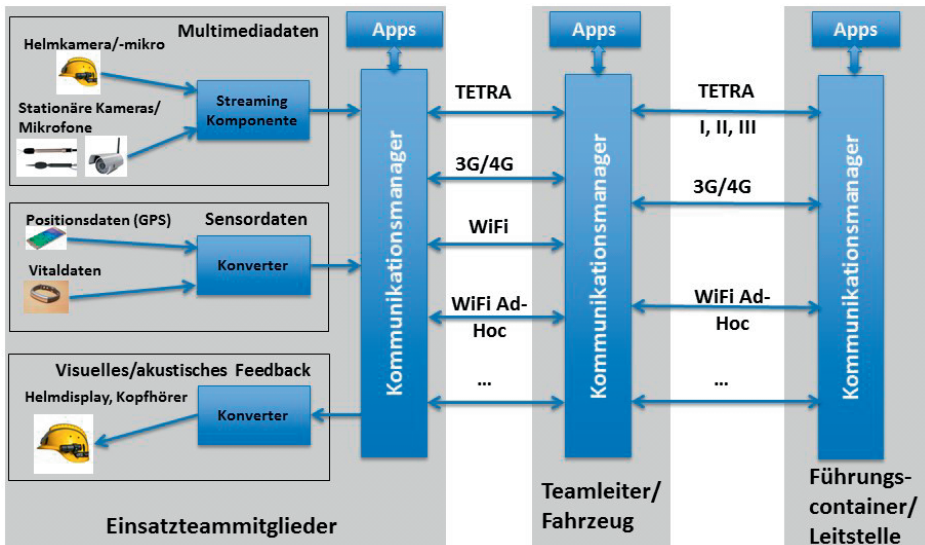 Multimediadaten
Helmkamera/-mikro
Stationäre Kameras/
Mikrofone
Streaming
Komponente
Sensordaten
Positionsdaten (GPS)
Vitaldaten
Konverter
Visuelles/akustisches Feedback
Helmdisplay, Kopfhörer
Konverter
Einsatzteammitglieder
Apps
Kommunikationsmanager
TETRA
3G/4G
WiFi
WiFi Ad-
Hoc
...
Apps
Kommunikationsmanager
Teamleiter/
Fahrzeug
TETRA
I, II, III
3G/4G
WiFi Ad-
Hoc
...
Apps
Kommunikationsmanager
Führungs-
container/
Leitstelle